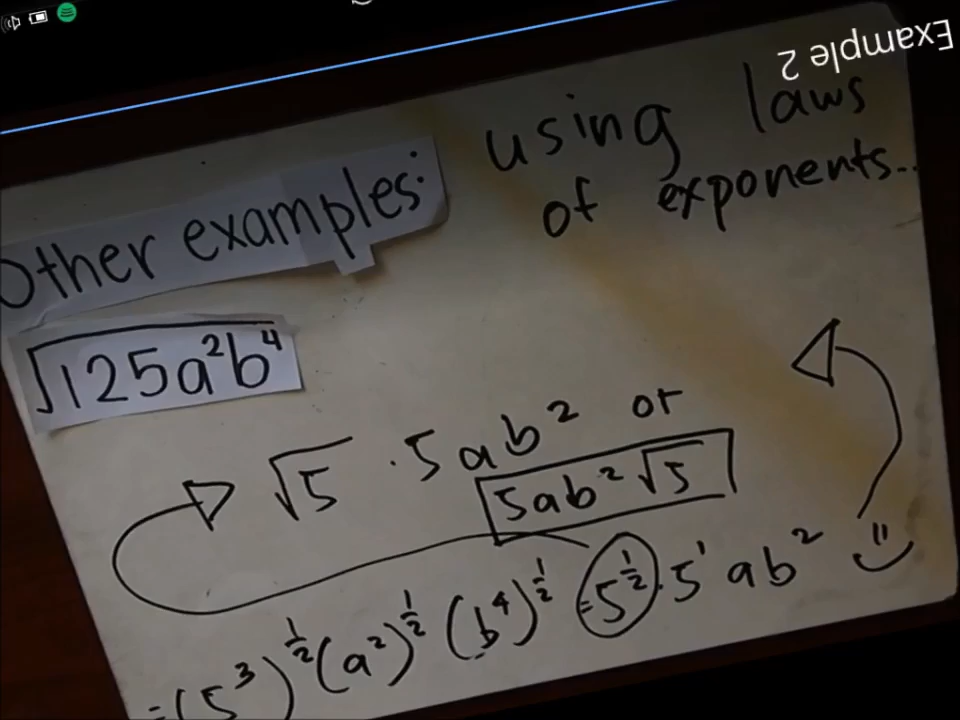 Example 2
using laws
of exponents..
Other examples:
√125a²b⁴
√5 · 5ab² or
5ab²√5
=(5³)^½(a²)^½(b⁴)^½ =5^½·5¹ab²